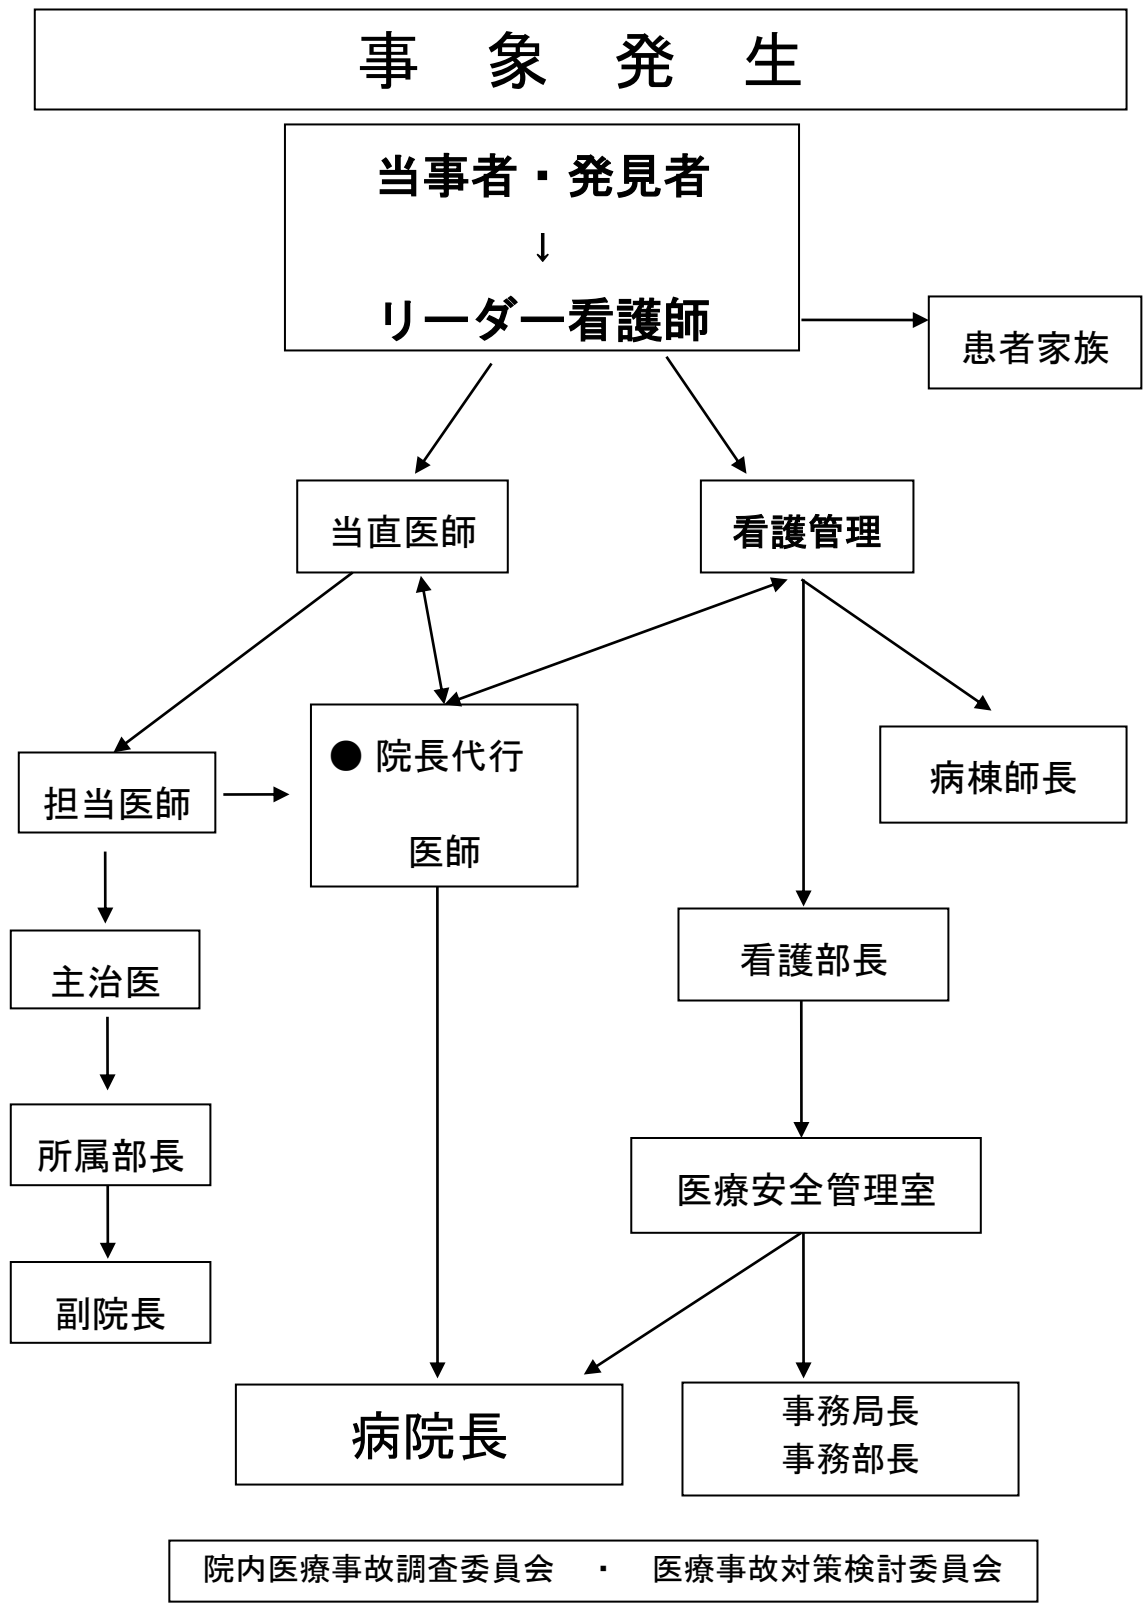 事　象　発　生
当事者・発見者
↓
リーダー看護師
患者家族
当直医師
看護管理
● 院長代行
医師
病棟師長
担当医師
主治医
看護部長
所属部長
医療安全管理室
副院長
病院長
事務局長
事務部長
院内医療事故調査委員会　・　医療事故対策検討委員会